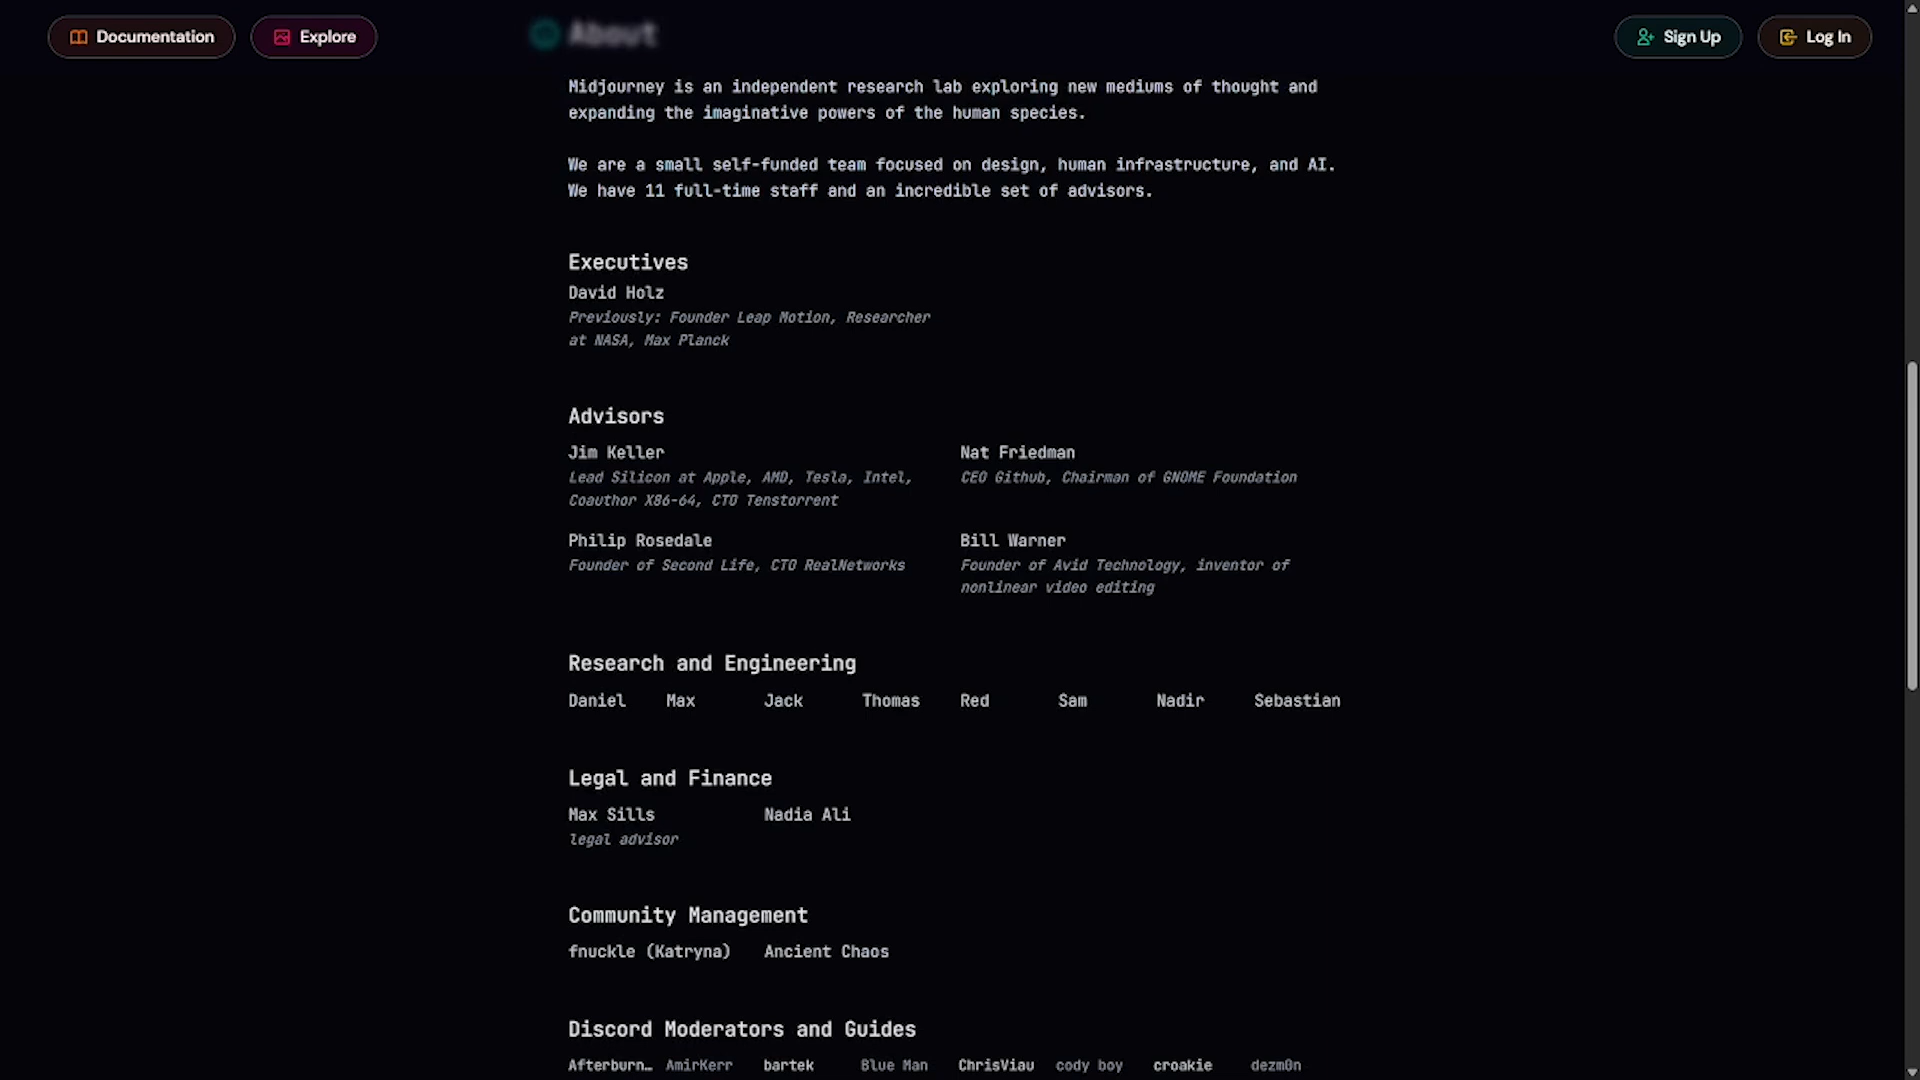 Documentation
Explore
About
Sign Up
Log In
Midjourney is an independent research lab exploring new mediums of thought and
expanding the imaginative powers of the human species.
We are a small self-funded team focused on design, human infrastructure, and AI.
We have 11 full-time staff and an incredible set of advisors.
Executives
David Holz
Previously: Founder Leap Motion, Researcher
at NASA, Max Planck
Advisors
Jim Keller
Lead Silicon at Apple, AMD, Tesla, Intel,
Coauthor X86-64, CTO Tenstorrent
Nat Friedman
CEO Github, Chairman of GNOME Foundation
Philip Rosedale
Founder of Second Life, CTO RealNetworks
Bill Warner
Founder of Avid Technology, inventor of
nonlinear video editing
Research and Engineering
Daniel Max Jack Thomas Red Sam Nadir Sebastian
Legal and Finance
Max Sills
legal advisor
Nadia Ali
Community Management
fnuckle (Katryna) Ancient Chaos
Discord Moderators and Guides
Afterburn… AmirKerr bartek Blue Man ChrisViau cody boy croakie dezm0n